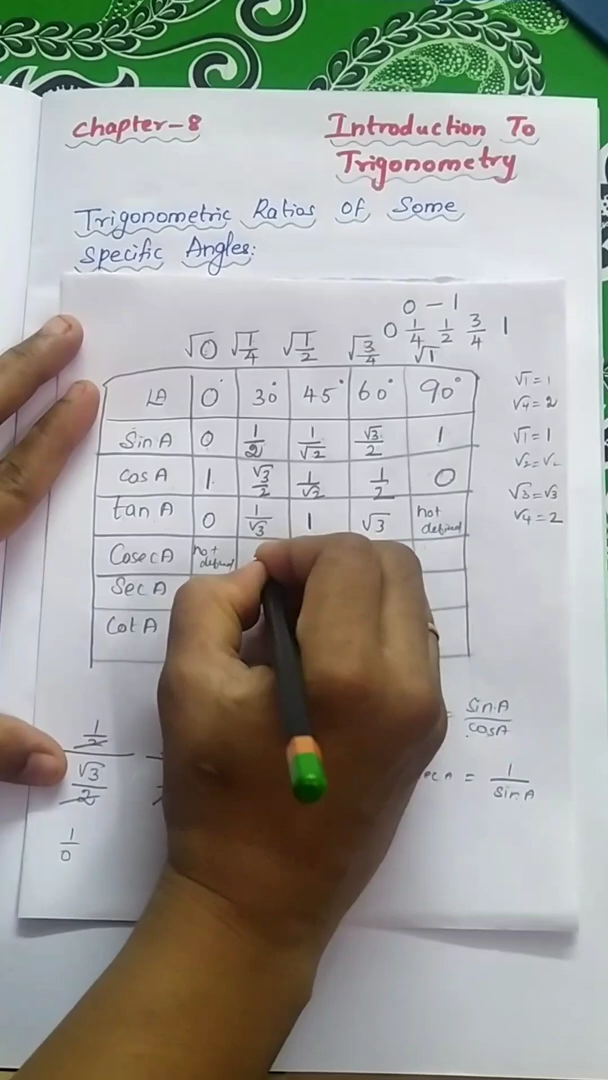 Chapter-8
Introduction To
Trigonometry
Trigonometric Ratios Of Some
Specific Angles:
0 - 1
0 1/4 1/2 3/4 1
√0 √1/4 √1/2 √3/4 √1
∠A 0° 30° 45° 60° 90°
Sin A 0 1/2 1/√2 √3/2 1
Cos A 1 √3/2 1/√2 1/2 0
tan A 0 1/√3 1 √3 not defined
Cosec A not defined
Sec A
Cot A
√1 = 1
√4 = 2
√1 = 1
√2 = √2
√3 = √3
√4 = 2
= Sin A / Cos A
ec A = 1 / Sin A
1/2
√3/2
1/0